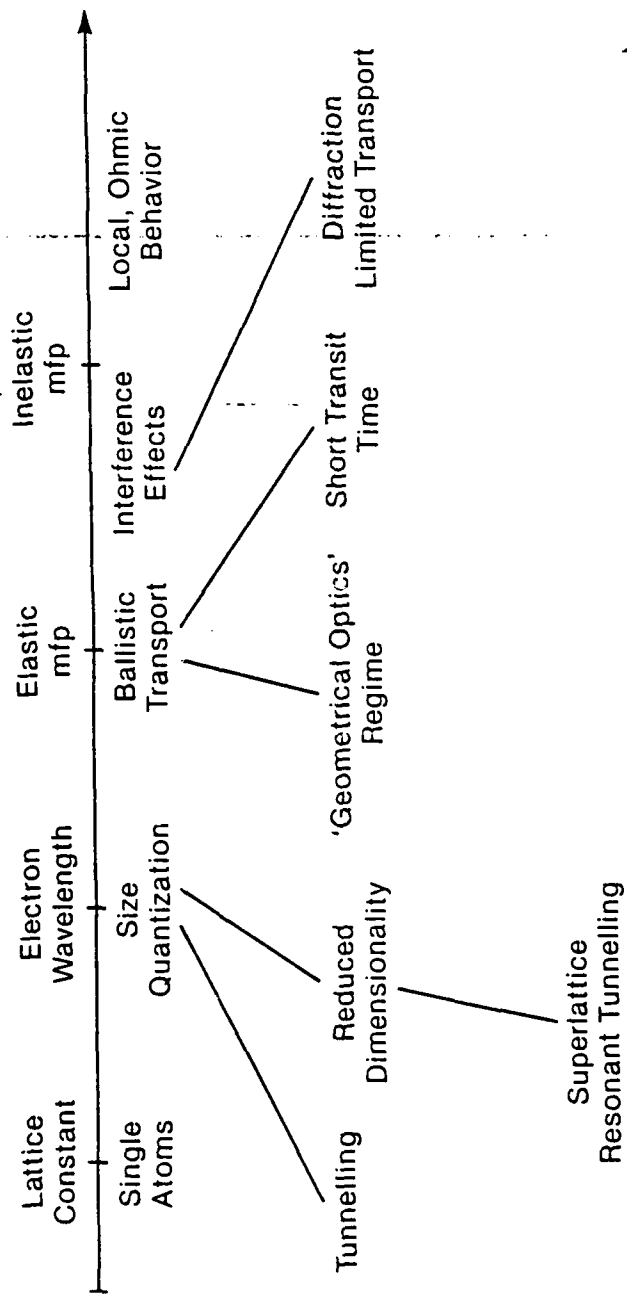 Lattice
Constant
Electron
Wavelength
Elastic
mfp
Inelastic
mfp
Single
Atoms
Size
Quantization
Ballistic
Transport
Interference
Effects
Local, Ohmic
Behavior
Tunnelling
Reduced
Dimensionality
'Geometrical Optics'
Regime
Short Transit
Time
Diffraction
Limited Transport
Superlattice
Resonant Tunnelling